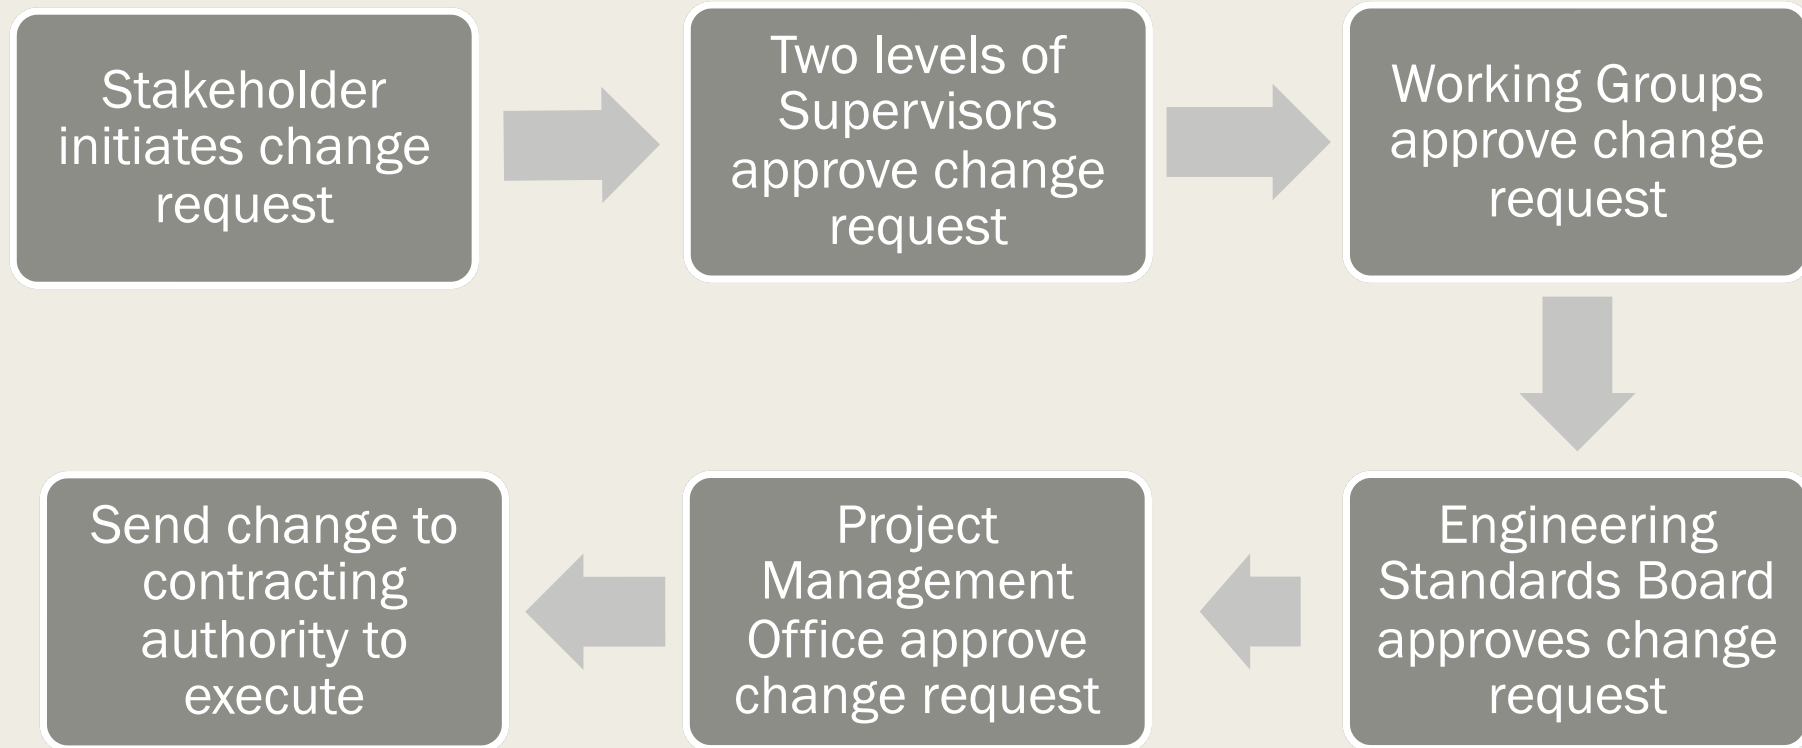 Stakeholder
initiates change
request
Two levels of
Supervisors
approve change
request
Working Groups
approve change
request
Engineering
Standards Board
approves change
request
Project
Management
Office approve
change request
Send change to
contracting
authority to
execute